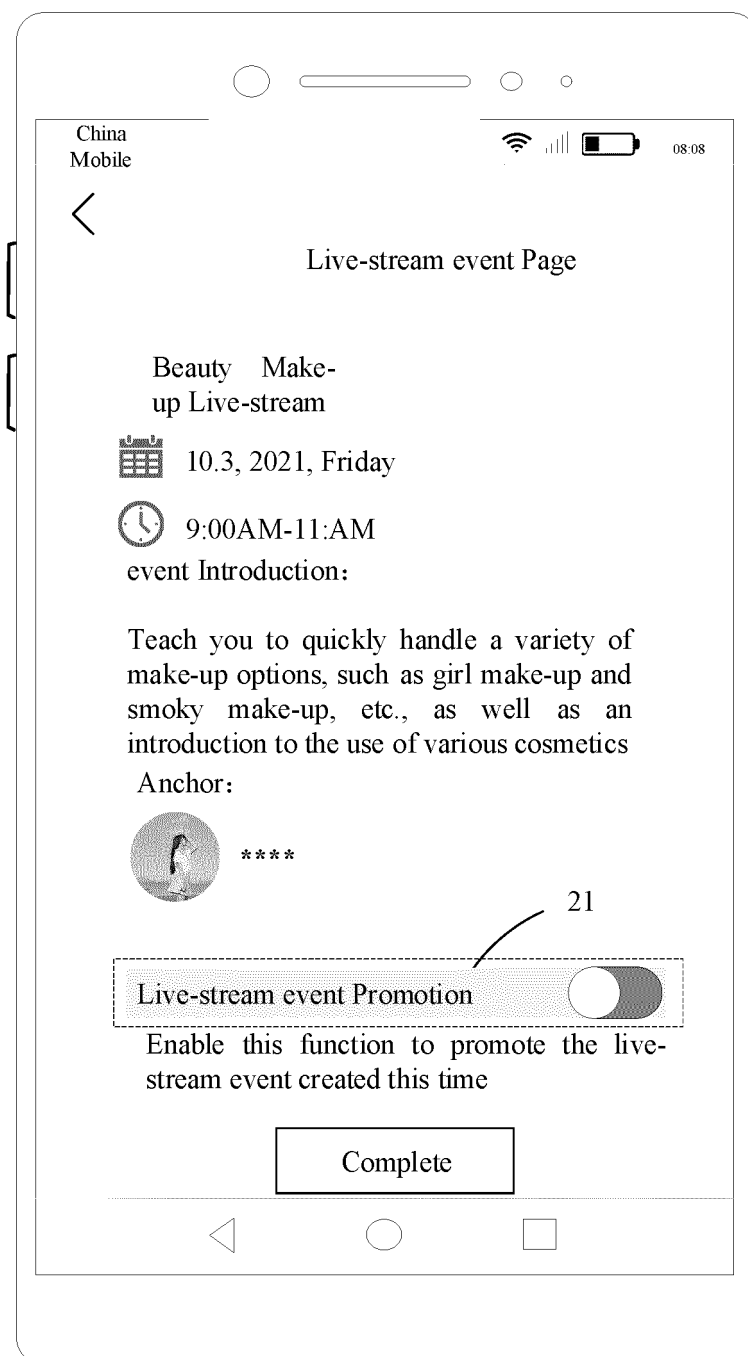 China
Mobile
08:08
Live-stream event Page
Beauty Make-
up Live-stream
10.3, 2021, Friday
9:00AM-11:AM
event Introduction:
Teach you to quickly handle a variety of
make-up options, such as girl make-up and
smoky make-up, etc., as well as an
introduction to the use of various cosmetics
Anchor:
****
21
Live-stream event Promotion
Enable this function to promote the live-
stream event created this time
Complete